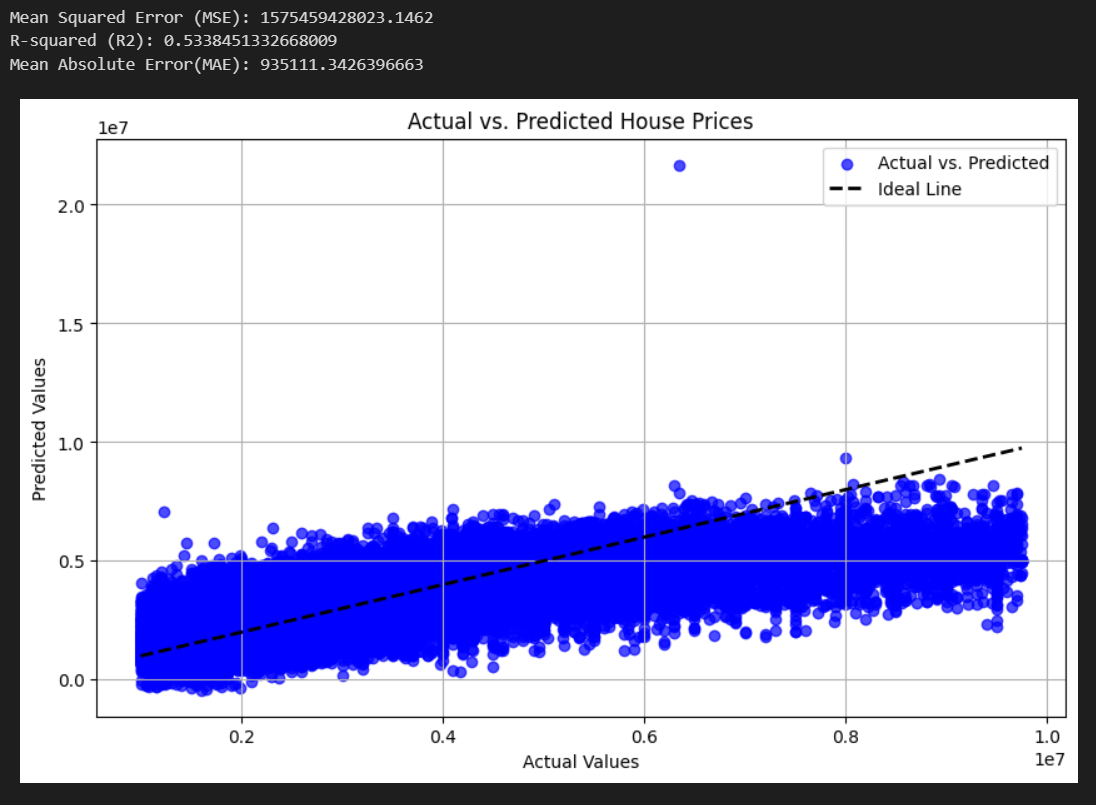 Mean Squared Error (MSE): 1575459428023.1462
R-squared (R2): 0.5338451332668009
Mean Absolute Error(MAE): 935111.3426396663
Actual vs. Predicted House Prices
1e7
Actual vs. Predicted
Ideal Line
2.0
1.5
1.0
0.5
0.0
Predicted Values
0.2 0.4 0.6 0.8 1.0
1e7
Actual Values